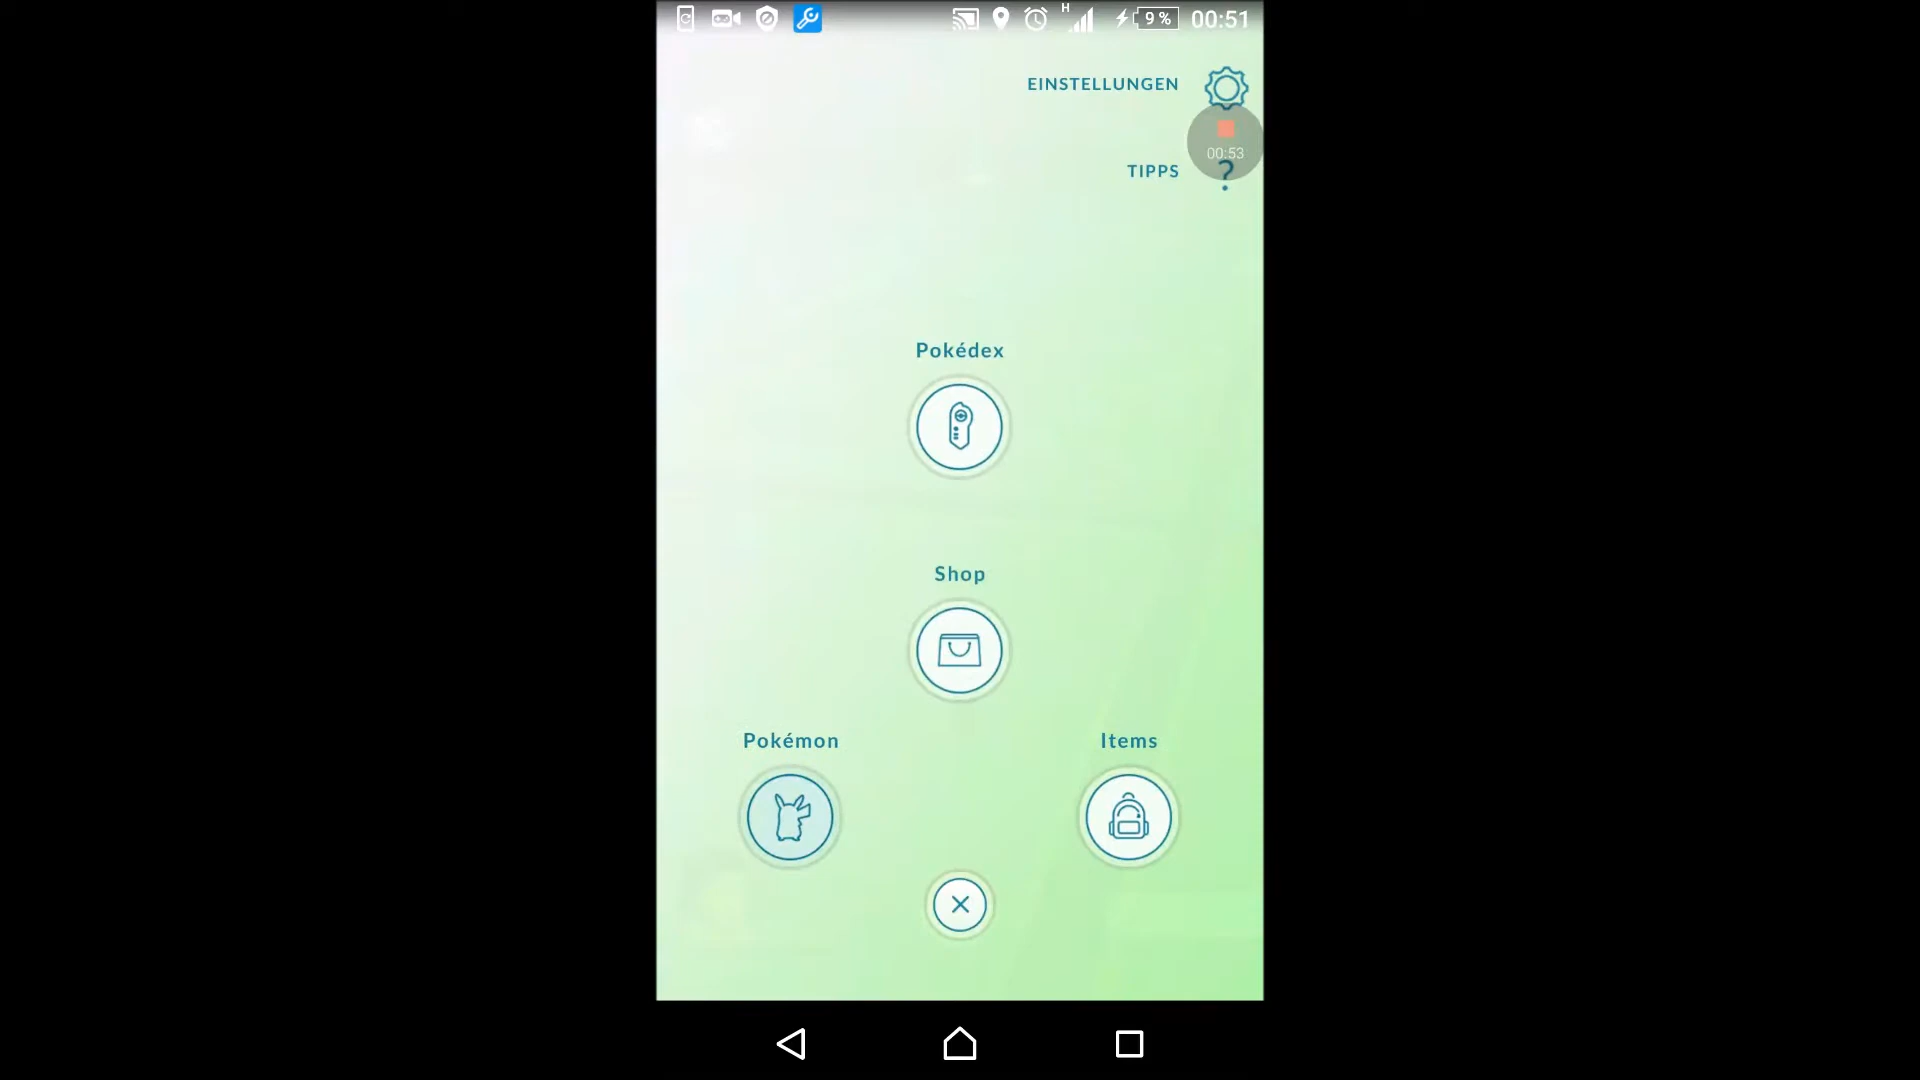 H 9 % 00:51
EINSTELLUNGEN
00:53
TIPPS ?
Pokédex
Shop
Pokémon Items